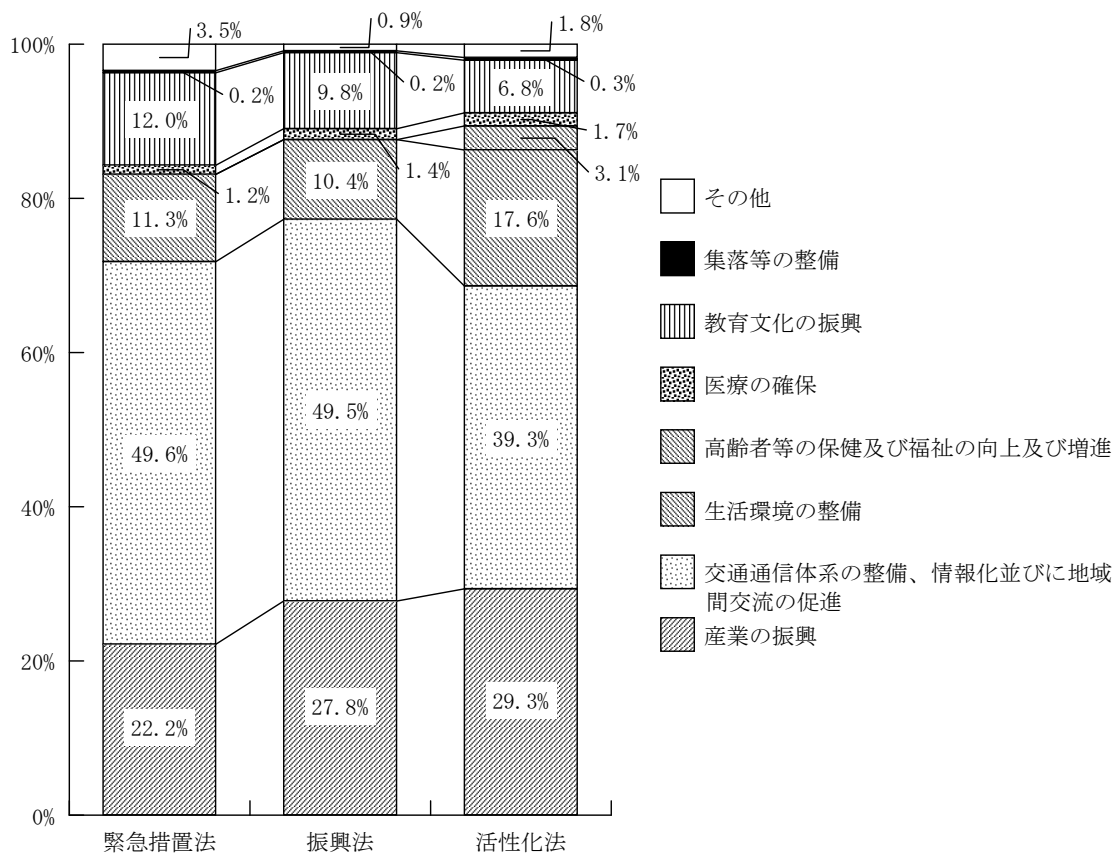 3.5%
0.9%
1.8%
100%
0.2%
0.2%
0.3%
12.0%
9.8%
6.8%
1.7%
1.2%
1.4%
3.1%
80%
11.3%
10.4%
17.6%
その他
集落等の整備
教育文化の振興
60%
医療の確保
49.6%
49.5%
39.3%
高齢者等の保健及び福祉の向上及び増進
40%
生活環境の整備
交通通信体系の整備、情報化並びに地域
間交流の促進
産業の振興
20%
22.2%
27.8%
29.3%
0%
緊急措置法
振興法
活性化法